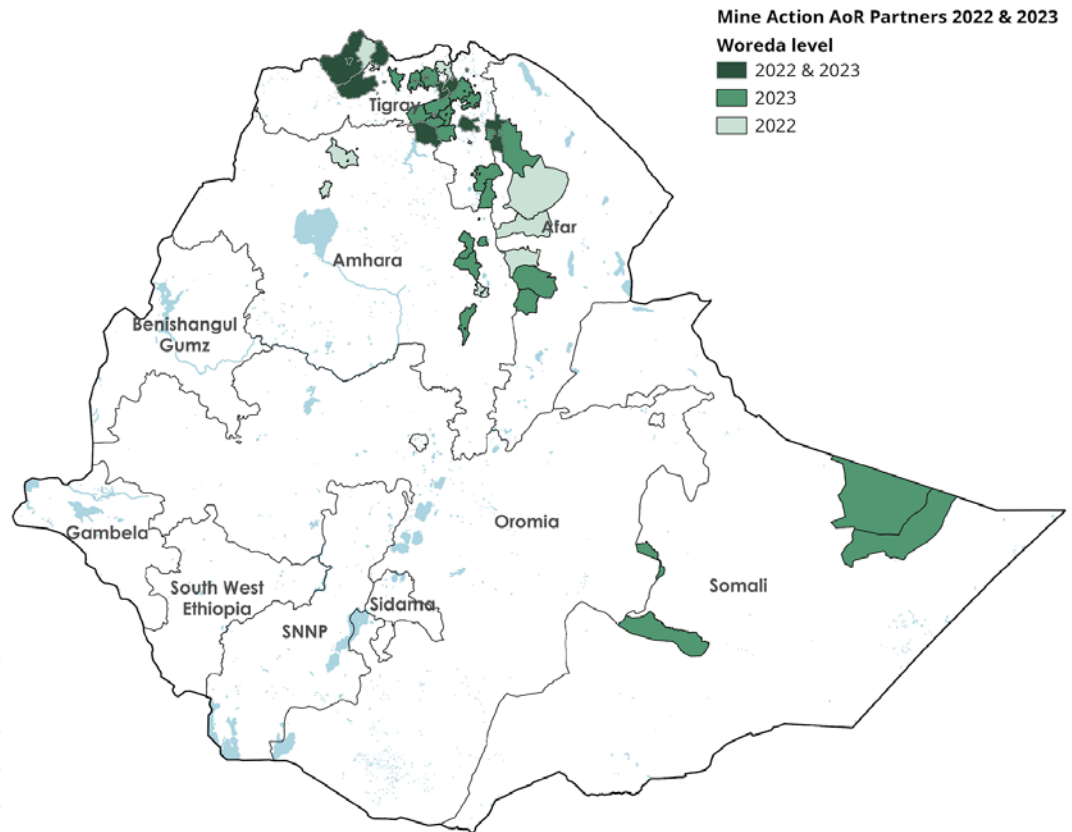 Mine Action AoR Partners 2022 & 2023
Woreda level
2022 & 2023
2023
2022
Tigray
Afar
Amhara
Benishangul
Gumz
Oromia
Gambela
South West
Ethiopia
Sidama
SNNP
Somali